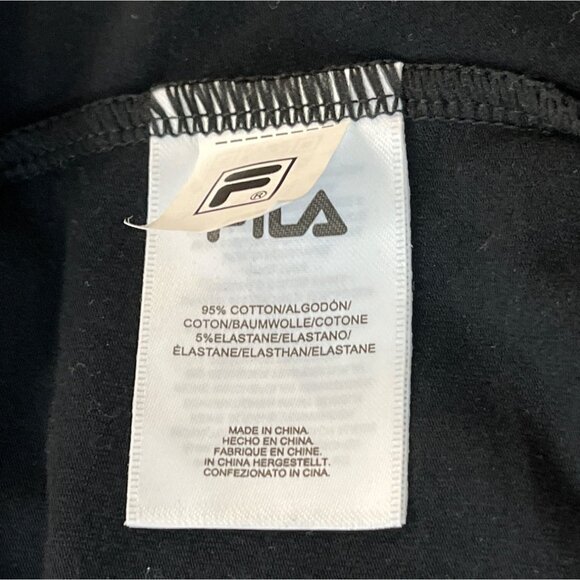 F®
FILA
95% COTTON/ALGODÓN/
COTON/BAUMWOLLE/COTONE
5%ELASTANE/ELASTANO/
ÉLASTANE/ELASTHAN/ELASTANE
MADE IN CHINA.
HECHO EN CHINA.
FABRIQUE EN CHINE.
IN CHINA HERGESTELLT.
CONFEZIONATO IN CINA.